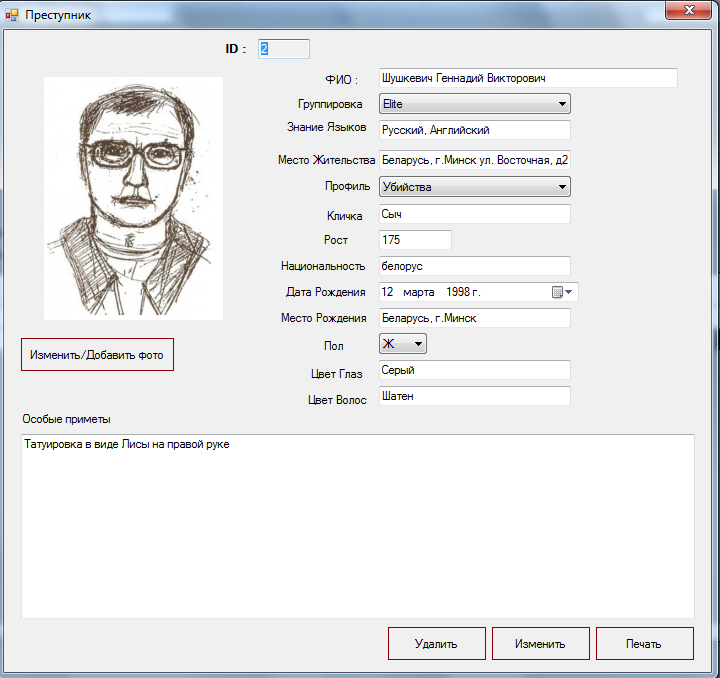 Преступник
ID : 2
ФИО : Шушкевич Геннадий Викторович
Группировка Elite
Знание Языков Русский, Английский
Место Жительства Беларусь, г.Минск ул. Восточная, д2
Профиль Убийства
Кличка Сыч
Рост 175
Национальность белорус
Дата Рождения 12 марта 1998 г.
Место Рождения Беларусь, г.Минск
Изменить/Добавить фото
Пол Ж
Цвет Глаз Серый
Цвет Волос Шатен
Особые приметы
Татуировка в виде Лисы на правой руке
Удалить Изменить Печать